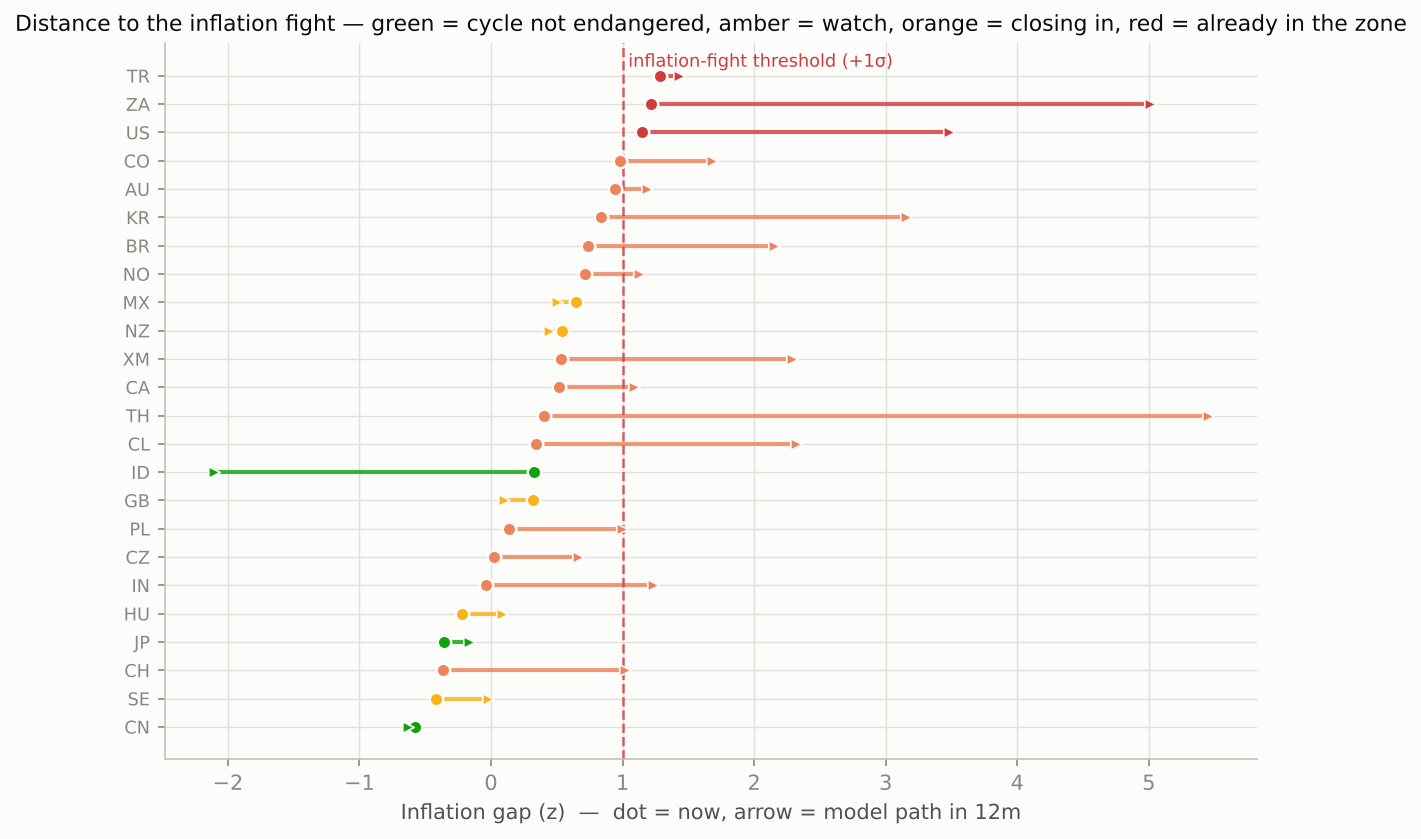 Distance to the inflation fight — green = cycle not endangered, amber = watch, orange = closing in, red = already in the zone
inflation-fight threshold (+1σ)
TR
ZA
US
CO
AU
KR
BR
NO
MX
NZ
XM
CA
TH
CL
ID
GB
PL
CZ
IN
HU
JP
CH
SE
CN
−2 −1 0 1 2 3 4 5
Inflation gap (z) — dot = now, arrow = model path in 12m